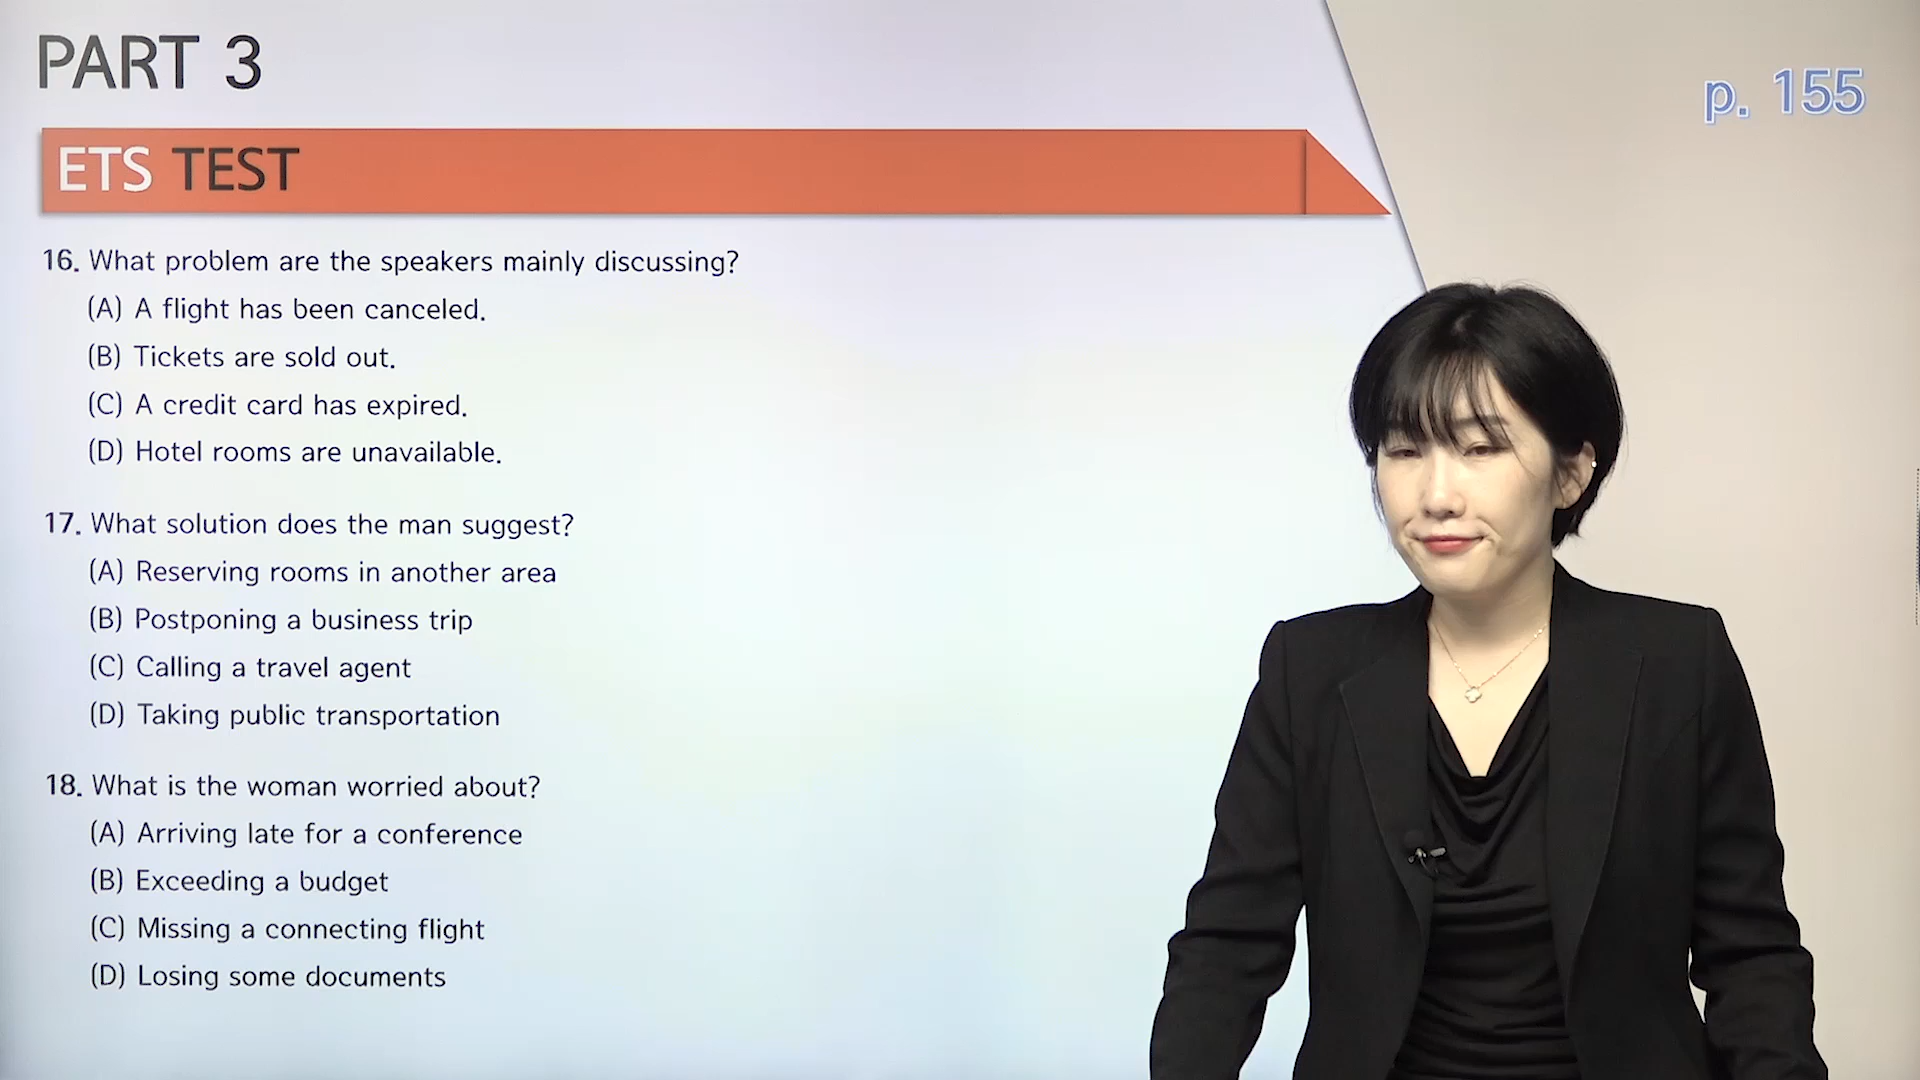 PART 3
p. 155
ETS TEST
16. What problem are the speakers mainly discussing?
(A) A flight has been canceled.
(B) Tickets are sold out.
(C) A credit card has expired.
(D) Hotel rooms are unavailable.
17. What solution does the man suggest?
(A) Reserving rooms in another area
(B) Postponing a business trip
(C) Calling a travel agent
(D) Taking public transportation
18. What is the woman worried about?
(A) Arriving late for a conference
(B) Exceeding a budget
(C) Missing a connecting flight
(D) Losing some documents